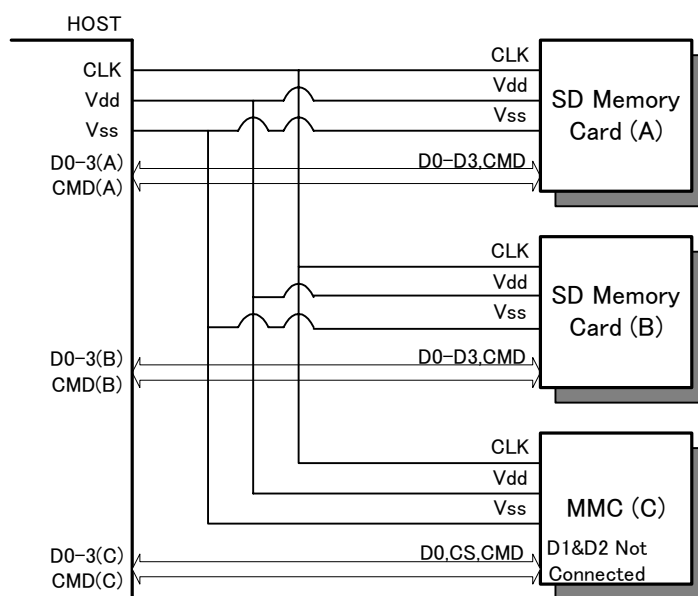 HOST
CLK
Vdd
Vss
CLK
Vdd
Vss
SD Memory
Card (A)
D0-3(A)
CMD(A)
D0-D3,CMD
CLK
Vdd
Vss
SD Memory
Card (B)
D0-3(B)
CMD(B)
D0-D3,CMD
CLK
Vdd
Vss
MMC (C)
D1&D2 Not
Connected
D0-3(C)
CMD(C)
D0,CS,CMD